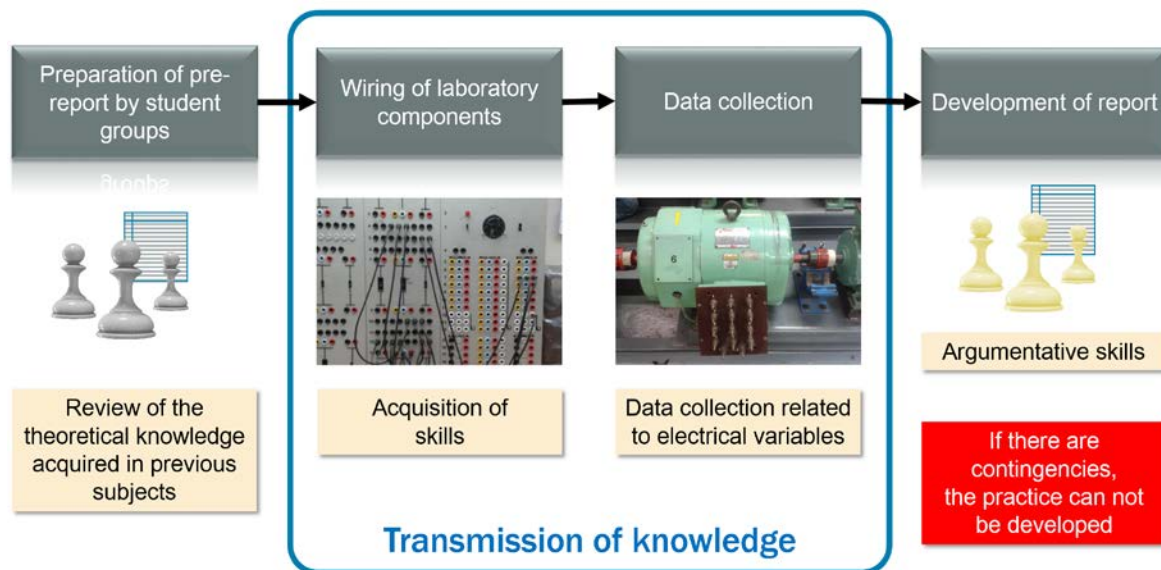 Preparation of pre-
report by student
groups
Wiring of laboratory
components
Data collection
Development of report
6
Review of the
theoretical knowledge
acquired in previous
subjects
Acquisition of
skills
Data collection related
to electrical variables
Argumentative skills
If there are
contingencies,
the practice can not
be developed
Transmission of knowledge